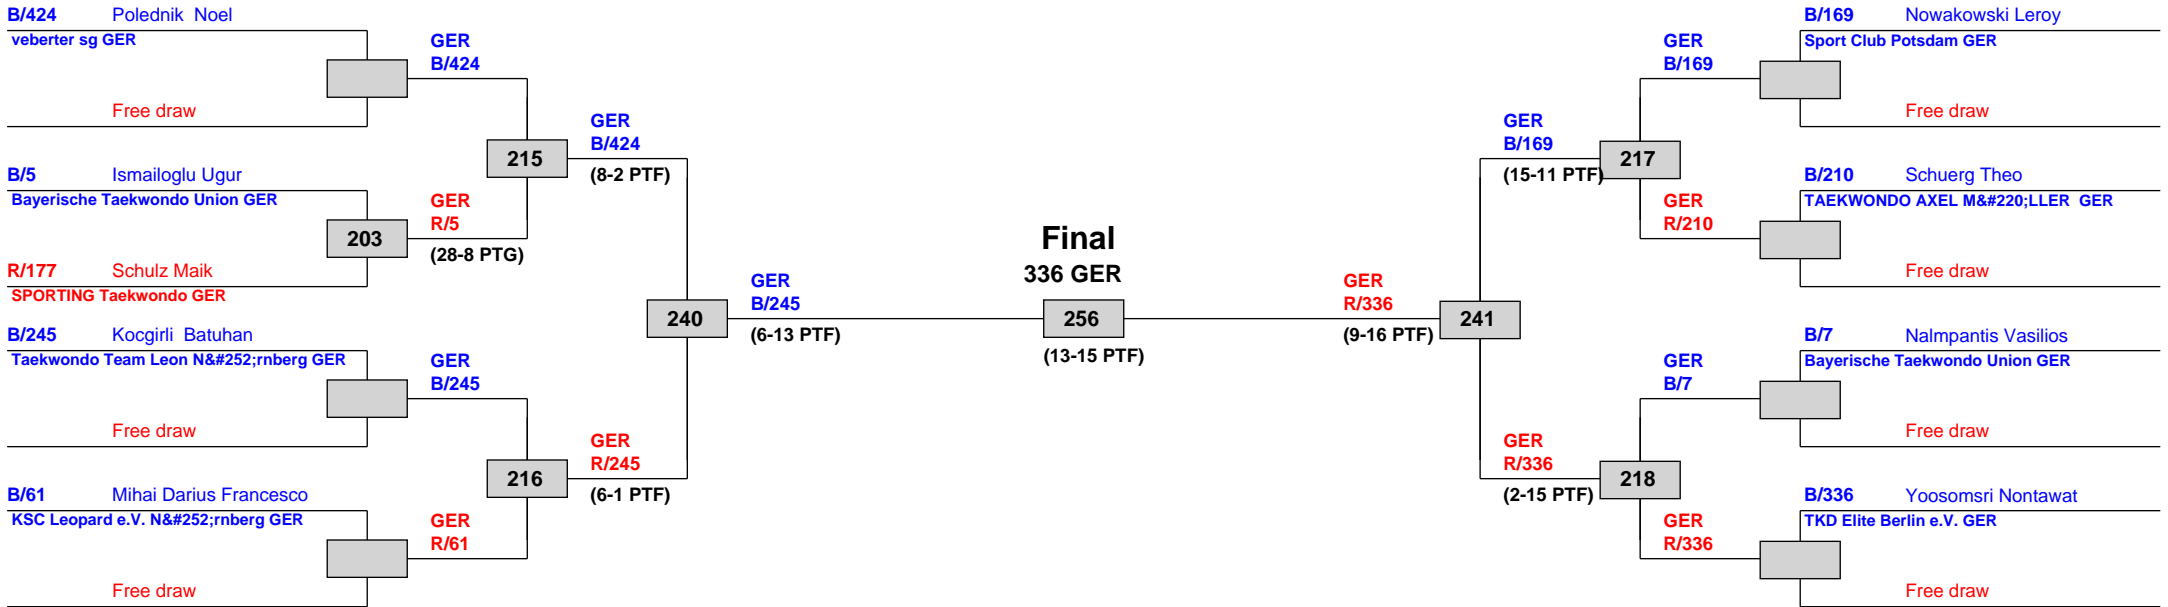 B/424 Polednik  Noel
veberter sg GER
Free draw
GER
B/424
B/5 Ismailoglu Ugur
Bayerische Taekwondo Union GER
203
R/177 Schulz Maik
SPORTING Taekwondo GER
GER
R/5
(28-8 PTG)
215
GER
B/424
(8-2 PTF)
B/245 Kocgirli  Batuhan
Taekwondo Team Leon N&#252;rnberg GER
Free draw
GER
B/245
B/61 Mihai Darius Francesco
KSC Leopard e.V. N&#252;rnberg GER
Free draw
GER
R/61
216
GER
R/245
(6-1 PTF)
240
GER
B/245
(6-13 PTF)
Final
336 GER
256
(13-15 PTF)
GER
R/336
(9-16 PTF)
241
GER
B/169
(15-11 PTF)
217
GER
B/169
B/169 Nowakowski Leroy
Sport Club Potsdam GER
Free draw
GER
R/210
B/210 Schuerg Theo
TAEKWONDO AXEL M&#220;LLER  GER
Free draw
GER
R/336
(2-15 PTF)
218
GER
B/7
B/7 Nalmpantis Vasilios
Bayerische Taekwondo Union GER
Free draw
GER
R/336
B/336 Yoosomsri Nontawat
TKD Elite Berlin e.V. GER
Free draw